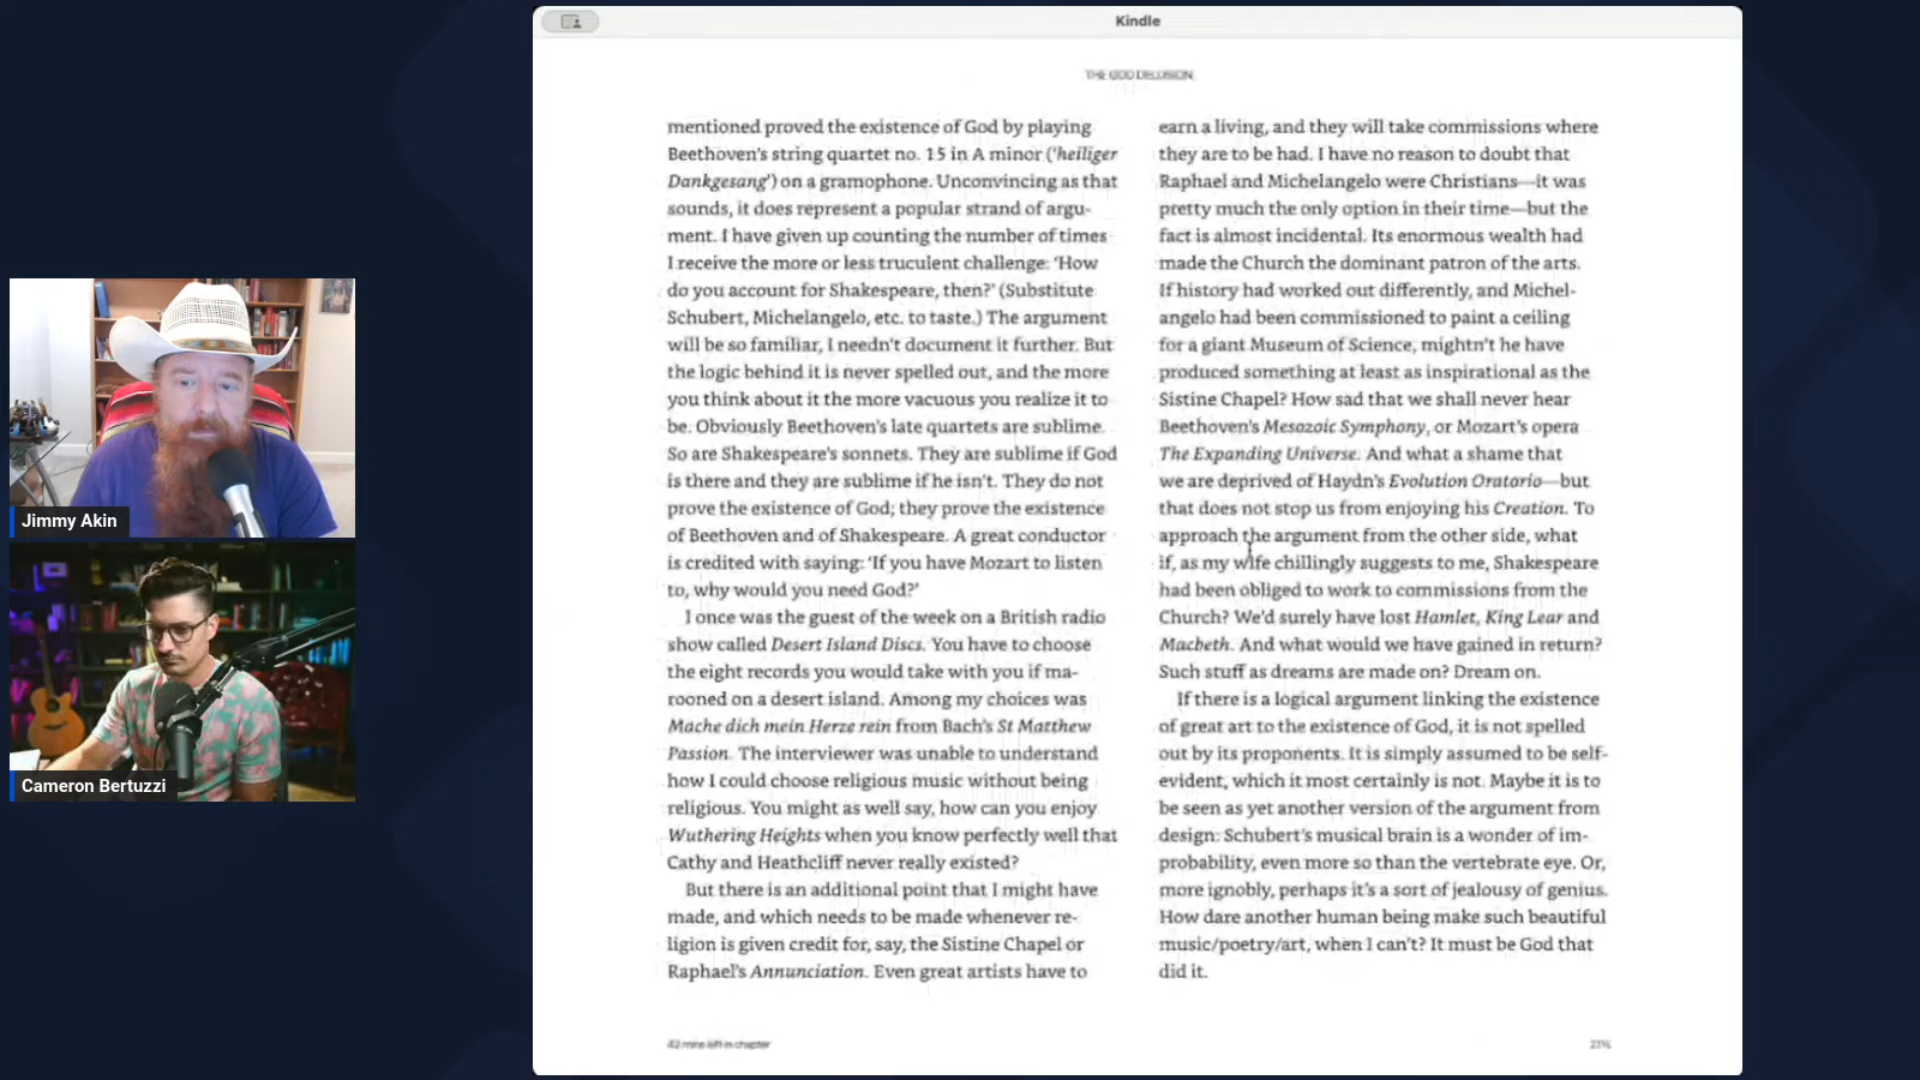 Kindle
THE GOD DELUSION
mentioned proved the existence of God by playing
Beethoven's string quartet no. 15 in A minor ('heiliger
Dankgesang') on a gramophone. Unconvincing as that
sounds, it does represent a popular strand of argu-
ment. I have given up counting the number of times
I receive the more or less truculent challenge: 'How
do you account for Shakespeare, then?' (Substitute
Schubert, Michelangelo, etc. to taste.) The argument
will be so familiar, I needn't document it further. But
the logic behind it is never spelled out, and the more
you think about it the more vacuous you realize it to
be. Obviously Beethoven's late quartets are sublime.
So are Shakespeare's sonnets. They are sublime if God
is there and they are sublime if he isn't. They do not
prove the existence of God; they prove the existence
of Beethoven and of Shakespeare. A great conductor
is credited with saying: 'If you have Mozart to listen
to, why would you need God?'
I once was the guest of the week on a British radio
show called Desert Island Discs. You have to choose
the eight records you would take with you if ma-
rooned on a desert island. Among my choices was
Mache dich mein Herze rein from Bach's St Matthew
Passion. The interviewer was unable to understand
how I could choose religious music without being
religious. You might as well say, how can you enjoy
Wuthering Heights when you know perfectly well that
Cathy and Heathcliff never really existed?
But there is an additional point that I might have
made, and which needs to be made whenever re-
ligion is given credit for, say, the Sistine Chapel or
Raphael's Annunciation. Even great artists have to
earn a living, and they will take commissions where
they are to be had. I have no reason to doubt that
Raphael and Michelangelo were Christians—it was
pretty much the only option in their time—but the
fact is almost incidental. Its enormous wealth had
made the Church the dominant patron of the arts.
If history had worked out differently, and Michel-
angelo had been commissioned to paint a ceiling
for a giant Museum of Science, mightn't he have
produced something at least as inspirational as the
Sistine Chapel? How sad that we shall never hear
Beethoven's Mesozoic Symphony, or Mozart's opera
The Expanding Universe. And what a shame that
we are deprived of Haydn's Evolution Oratorio—but
that does not stop us from enjoying his Creation. To
approach the argument from the other side, what
if, as my wife chillingly suggests to me, Shakespeare
had been obliged to work to commissions from the
Church? We'd surely have lost Hamlet, King Lear and
Macbeth. And what would we have gained in return?
Such stuff as dreams are made on? Dream on.
If there is a logical argument linking the existence
of great art to the existence of God, it is not spelled
out by its proponents. It is simply assumed to be self-
evident, which it most certainly is not. Maybe it is to
be seen as yet another version of the argument from
design: Schubert's musical brain is a wonder of im-
probability, even more so than the vertebrate eye. Or,
more ignobly, perhaps it's a sort of jealousy of genius.
How dare another human being make such beautiful
music/poetry/art, when I can't? It must be God that
did it.
mins left in chapter
Jimmy Akin
Cameron Bertuzzi